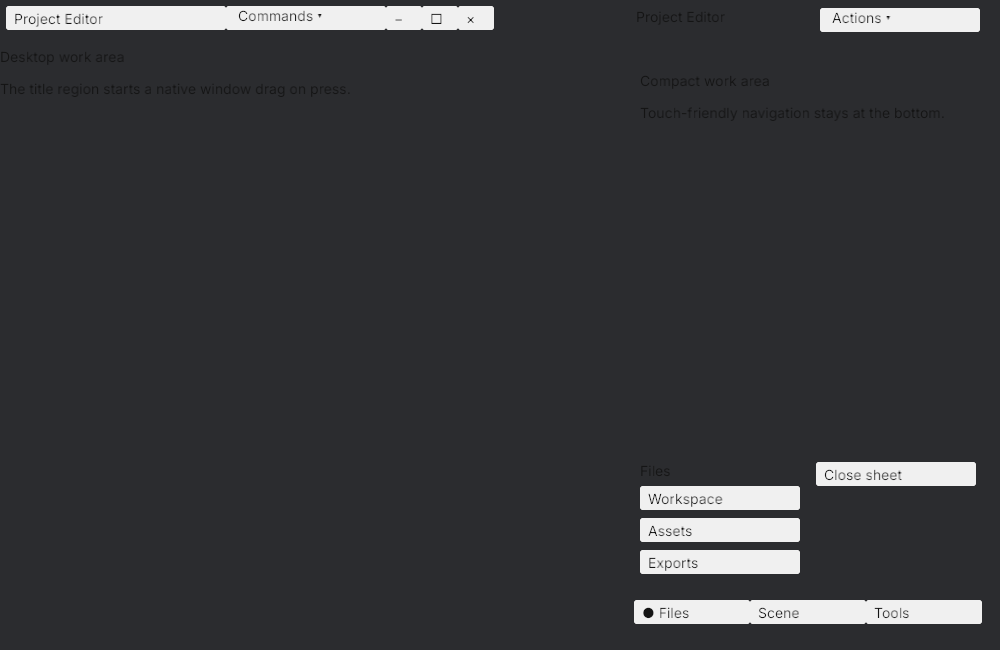 Project Editor Commands ▾ – ☐ ×
Desktop work area
The title region starts a native window drag on press.
Project Editor Actions ▾
Compact work area
Touch-friendly navigation stays at the bottom.
Files Close sheet
Workspace
Assets
Exports
● Files Scene Tools